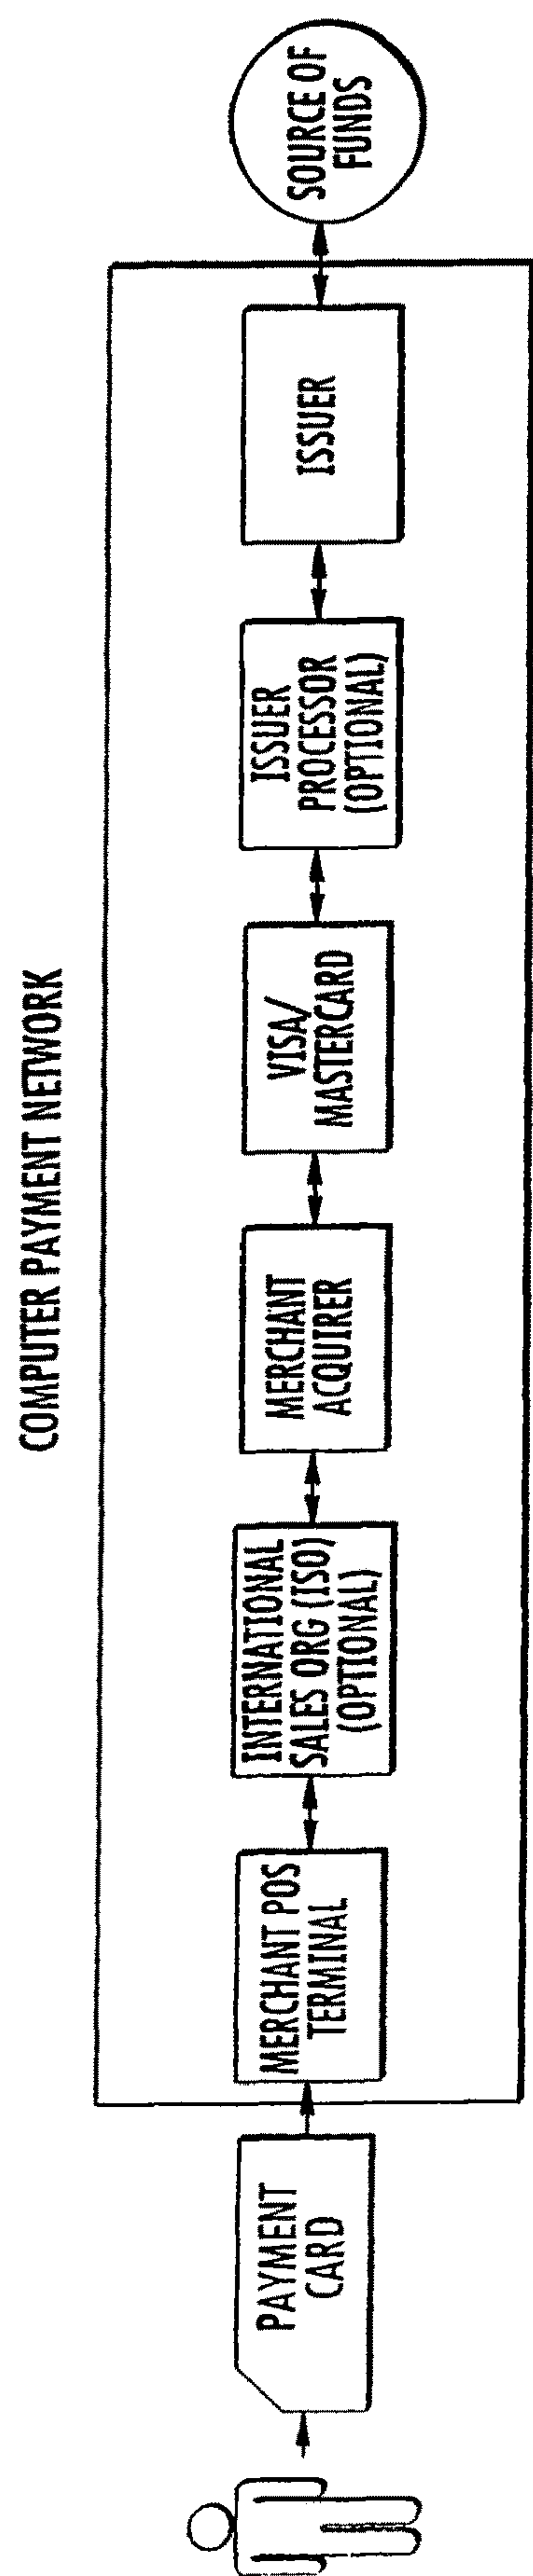 COMPUTER PAYMENT NETWORK
PAYMENT
CARD
MERCHANT POS
TERMINAL
INTERNATIONAL
SALES ORG (ISO)
(OPTIONAL)
MERCHANT
ACQUIRER
VISA/
MASTERCARD
ISSUER
PROCESSOR
(OPTIONAL)
ISSUER
SOURCE OF
FUNDS